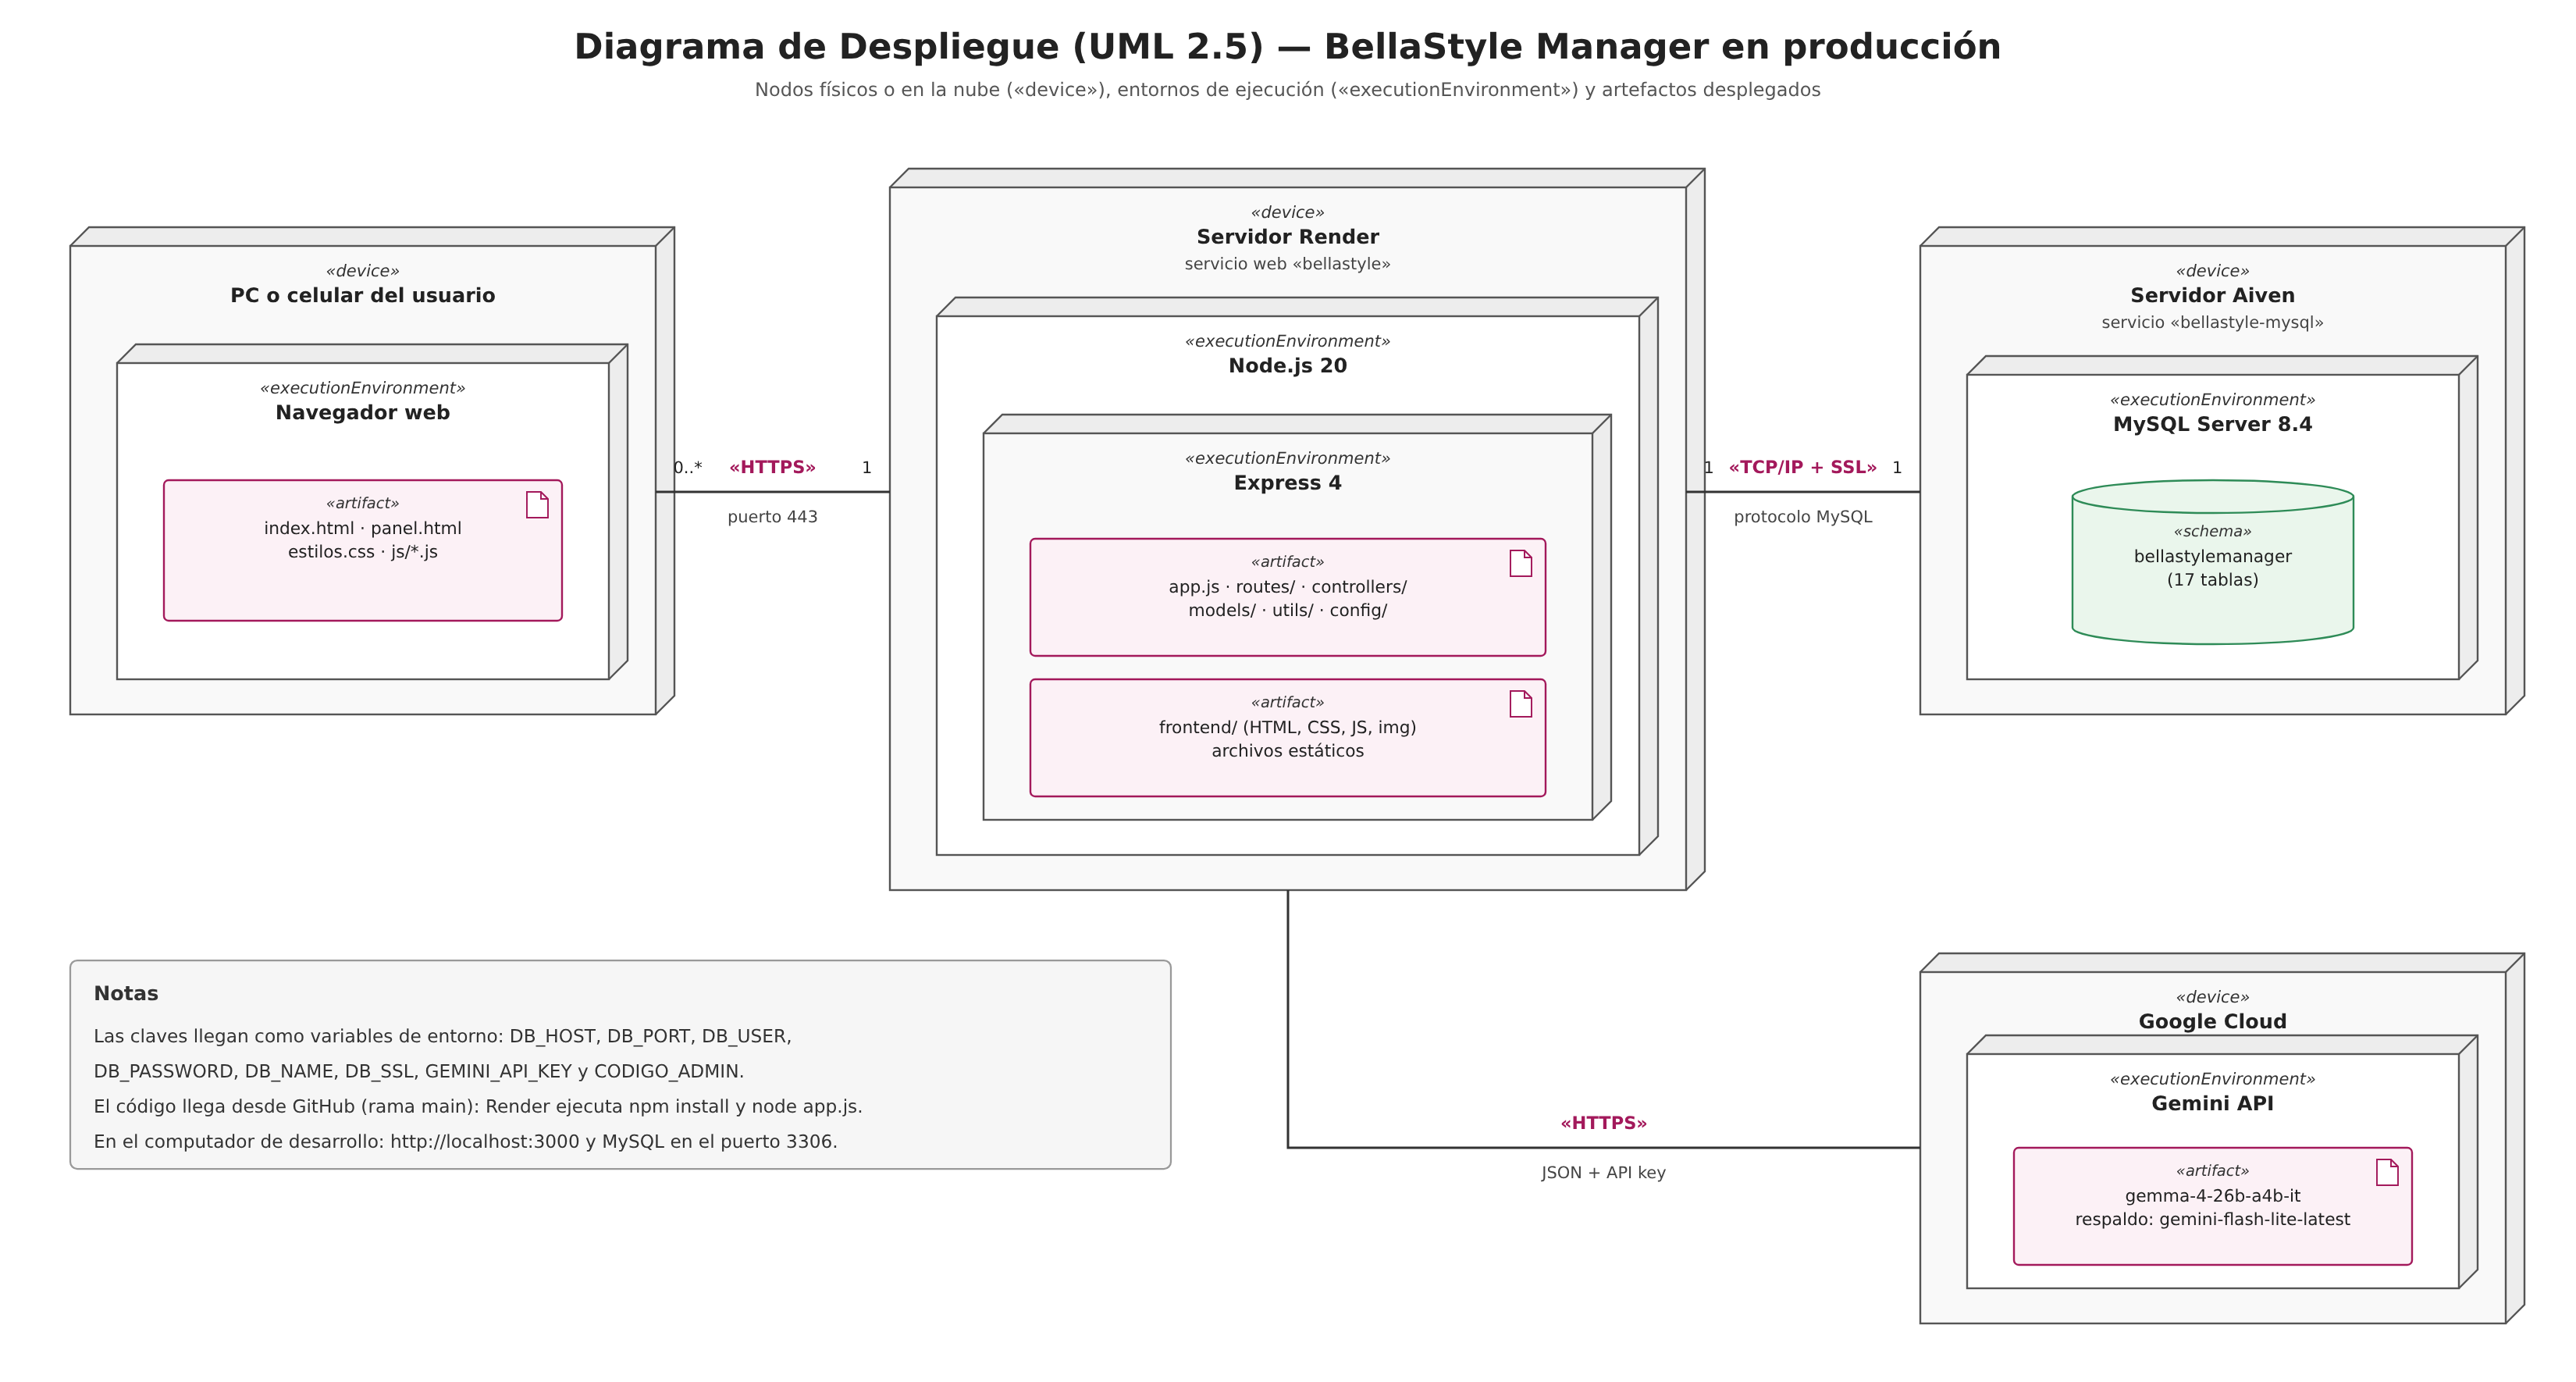 Diagrama de Despliegue (UML 2.5) — BellaStyle Manager en producción
Nodos físicos o en la nube («device»), entornos de ejecución («executionEnvironment») y artefactos desplegados
«device»
PC o celular del usuario
«executionEnvironment»
Navegador web
«artifact»
index.html · panel.html
estilos.css · js/*.js
0..* «HTTPS» 1
puerto 443
«device»
Servidor Render
servicio web «bellastyle»
«executionEnvironment»
Node.js 20
«executionEnvironment»
Express 4
«artifact»
app.js · routes/ · controllers/
models/ · utils/ · config/
«artifact»
frontend/ (HTML, CSS, JS, img)
archivos estáticos
1 «TCP/IP + SSL» 1
protocolo MySQL
«device»
Servidor Aiven
servicio «bellastyle-mysql»
«executionEnvironment»
MySQL Server 8.4
«schema»
bellastylemanager
(17 tablas)
Notas
Las claves llegan como variables de entorno: DB_HOST, DB_PORT, DB_USER,
DB_PASSWORD, DB_NAME, DB_SSL, GEMINI_API_KEY y CODIGO_ADMIN.
El código llega desde GitHub (rama main): Render ejecuta npm install y node app.js.
En el computador de desarrollo: http://localhost:3000 y MySQL en el puerto 3306.
«HTTPS»
JSON + API key
«device»
Google Cloud
«executionEnvironment»
Gemini API
«artifact»
gemma-4-26b-a4b-it
respaldo: gemini-flash-lite-latest